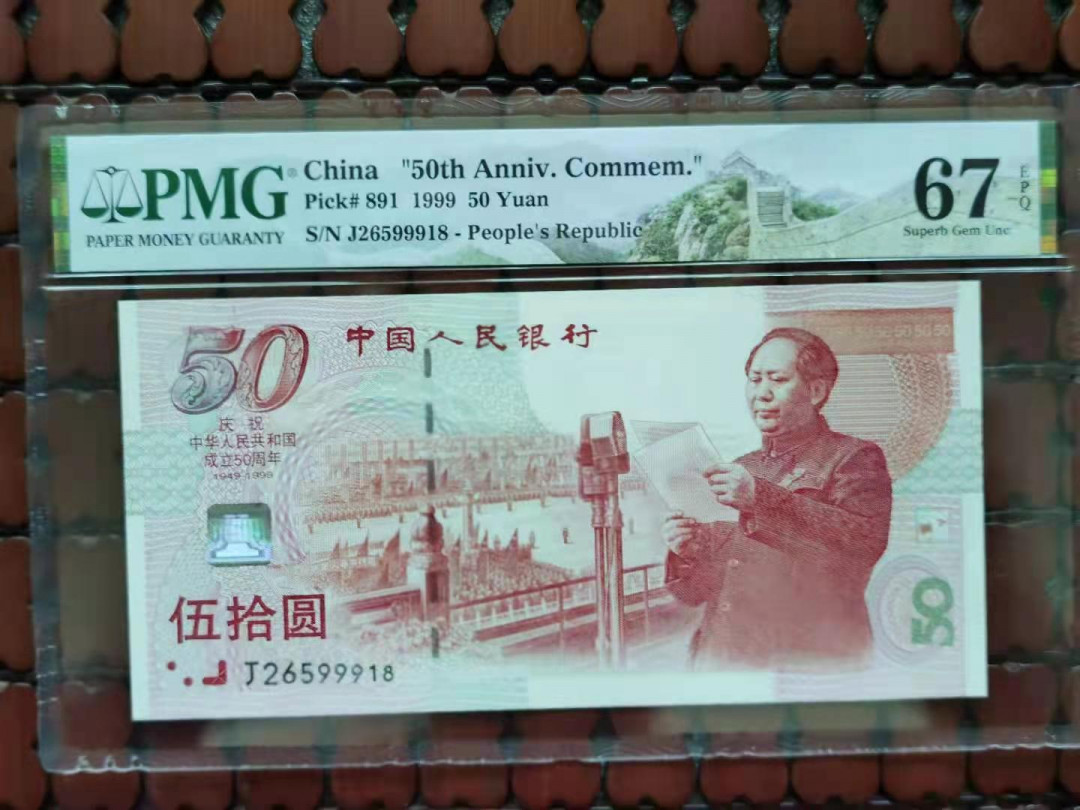 PMG
PAPER MONEY GUARANTY
China "50th Anniv. Commem."
Pick# 891 1999 50 Yuan
S/N J26599918 - People's Republic
67
EPQ
Superb Gem Unc
50
中国人民银行
庆祝
中华人民共和国
成立50周年
1949-1999
伍拾圆
J26599918
50